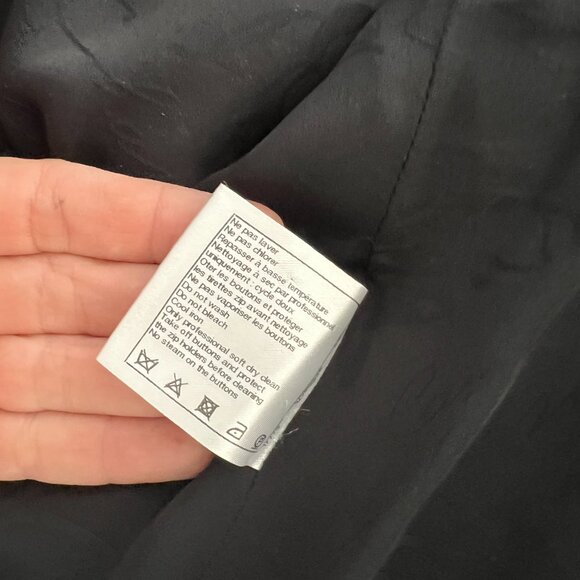 Ne pas laver
Ne pas chlorer
Repasser à basse température
Nettoyage à sec par professionnel
uniquement : cycle doux
Oter les boutons et protéger
les tirettes zip avant nettoyage
Ne pas vaporiser les boutons
Do not wash
Do not bleach
Cool iron
Only professional soft dry clean
Take off buttons and protect
the zip holders before cleaning
No steam on the buttons